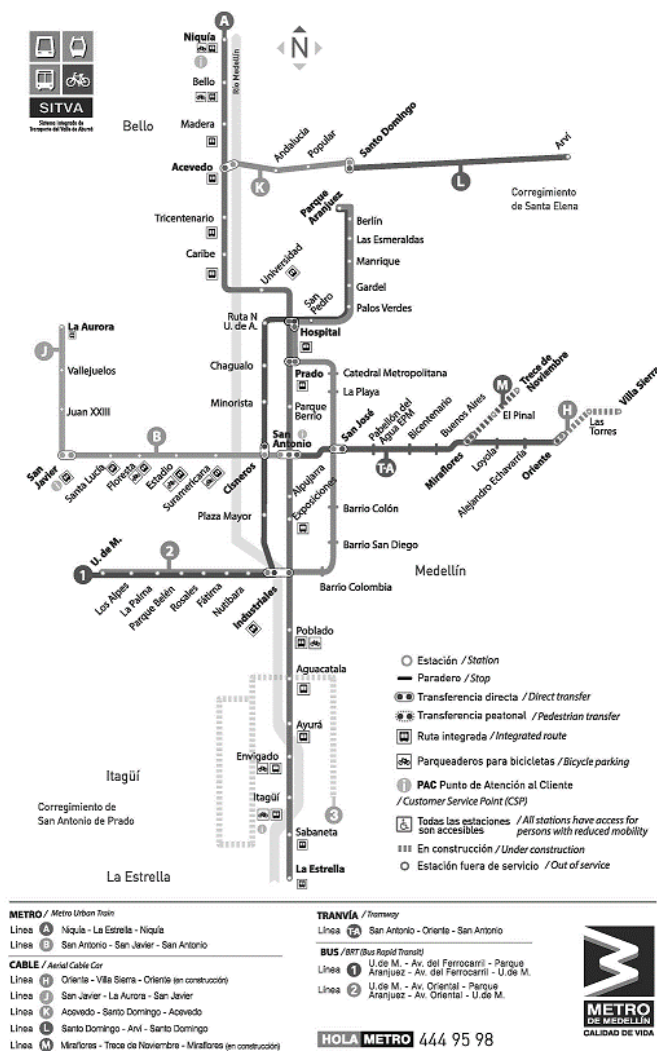 A
Niquía
N
Río Medellín
SITVA
Sistema Integrado de
Transporte del Valle de Aburrá
Bello
Bello
Madera
Acevedo
Andalucía
Popular
Santo Domingo
Arví
K
L
Corregimiento
de Santa Elena
Tricentenario
Caribe
Universidad
Parque
Aranjuez
Berlín
Las Esmeraldas
Manrique
Gardel
Palos Verdes
San
Pedro
Ruta N
U. de A.
Hospital
La Aurora
J
Vallejuelos
Juan XXIII
Chagualo
Minorista
Prado
Catedral Metropolitana
La Playa
Parque
Berrío
San
Antonio
San José
Pabellón del
Agua EPM
Bicentenario
Buenos Aires
Trece de
Noviembre
M
El Pinal
Villa Sierra
H
Las
Torres
B
San
Javier
Santa Lucía
Floresta
Estadio
Suramericana
Cisneros
T-A
Miraflores
Loyola
Alejandro Echavarría
Oriente
Alpujarra
Exposiciones
Plaza Mayor
Barrio Colón
Barrio San Diego
Medellín
U. de M.
2
1
Los Alpes
La Palma
Parque Belén
Rosales
Fátima
Nutibara
Industriales
Barrio Colombia
Poblado
Aguacatala
Ayurá
Envigado
Itagüí
Itagüí
3
Corregimiento de
San Antonio de Prado
Sabaneta
La Estrella
La Estrella
Estación / Station
Paradero / Stop
Transferencia directa / Direct transfer
Transferencia peatonal / Pedestrian transfer
Ruta integrada / Integrated route
Parqueaderos para bicicletas / Bicycle parking
PAC Punto de Atención al Cliente
/ Customer Service Point (CSP)
Todas las estaciones / All stations have access for
son accesibles persons with reduced mobility
En construcción / Under construction
Estación fuera de servicio / Out of service
METRO / Metro Urban Train
Línea A Niquía - La Estrella - Niquía
Línea B San Antonio - San Javier - San Antonio
CABLE / Aerial Cable Car
Línea H Oriente - Villa Sierra - Oriente (en construcción)
Línea J San Javier - La Aurora - San Javier
Línea K Acevedo - Santo Domingo - Acevedo
Línea L Santo Domingo - Arví - Santo Domingo
Línea M Miraflores - Trece de Noviembre - Miraflores (en construcción)
TRANVÍA / Tramway
Línea T-A San Antonio - Oriente - San Antonio
BUS / BRT (Bus Rapid Transit)
Línea 1 U.de M. - Av. del Ferrocarril - Parque
Aranjuez - Av. del Ferrocarril - U.de M.
Línea 2 U.de M. - Av. Oriental - Parque
Aranjuez - Av. Oriental - U.de M.
HOLA METRO 444 95 98
METRO
DE MEDELLÍN
CALIDAD DE VIDA